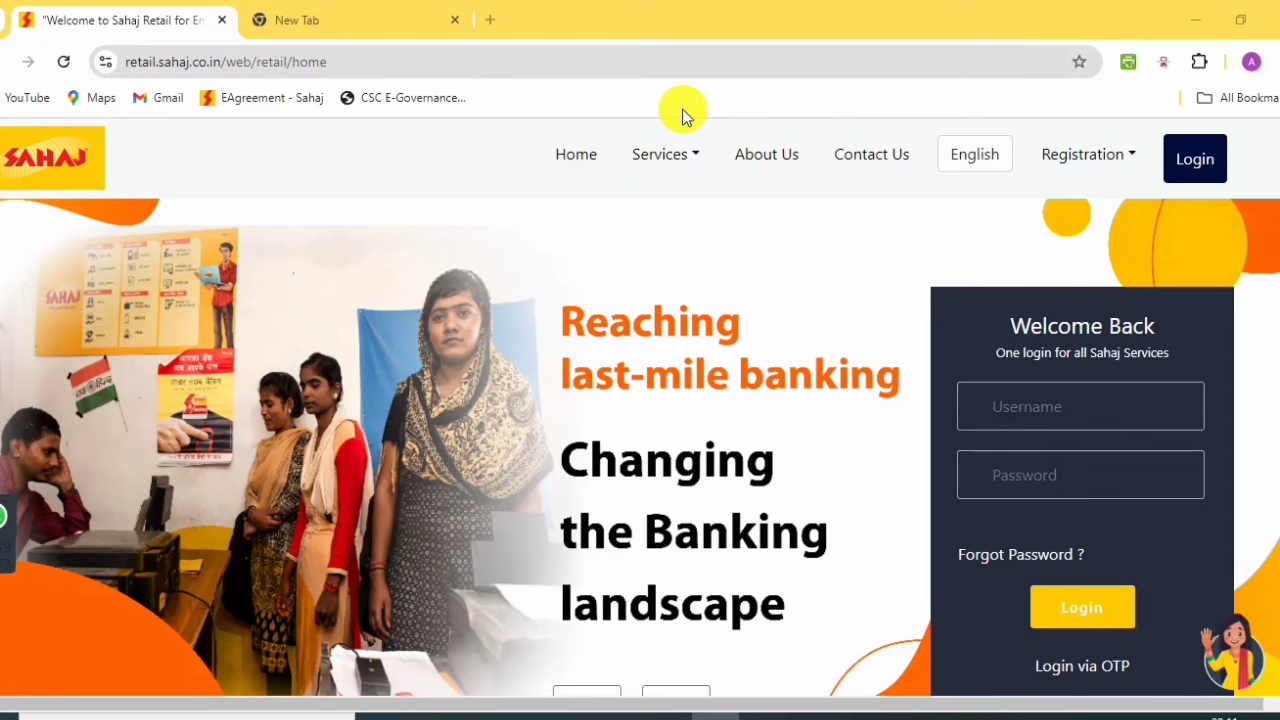 "Welcome to Sahaj Retail for En
New Tab
retail.sahaj.co.in/web/retail/home
YouTube
Maps
Gmail
EAgreement - Sahaj
CSC E-Governance...
All Bookma
A
SAHAJ
Home
Services
About Us
Contact Us
English
Registration
Login
SAHAJ
Reaching
last-mile banking
Changing
the Banking
landscape
Welcome Back
One login for all Sahaj Services
Username
Password
Forgot Password ?
Login
Login via OTP